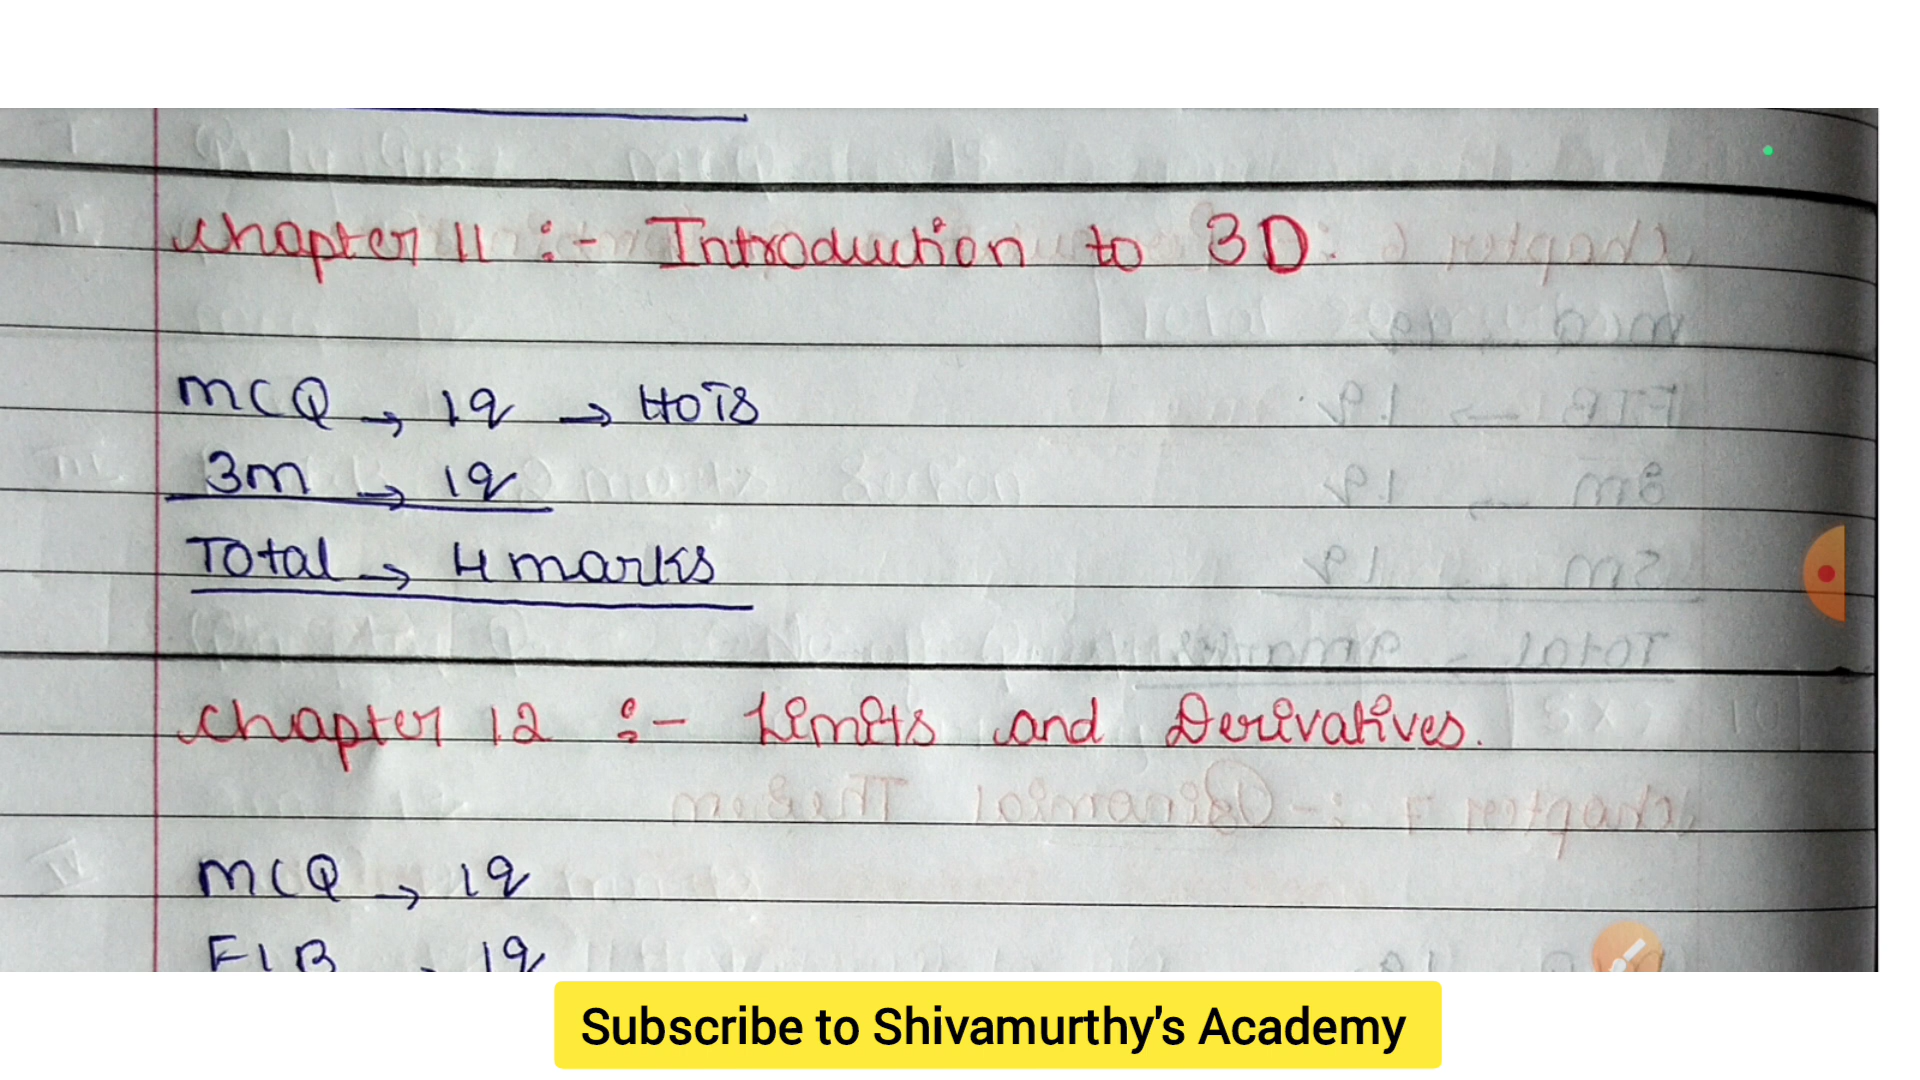 Chapter 11 :- Introduction to 3D
MCQ → 1q → HOTS
3m → 1q
Total → 4 marks
Chapter 12 :- Limits and Derivatives.
MCQ → 1q
FIB → 1q
Subscribe to Shivamurthy's Academy